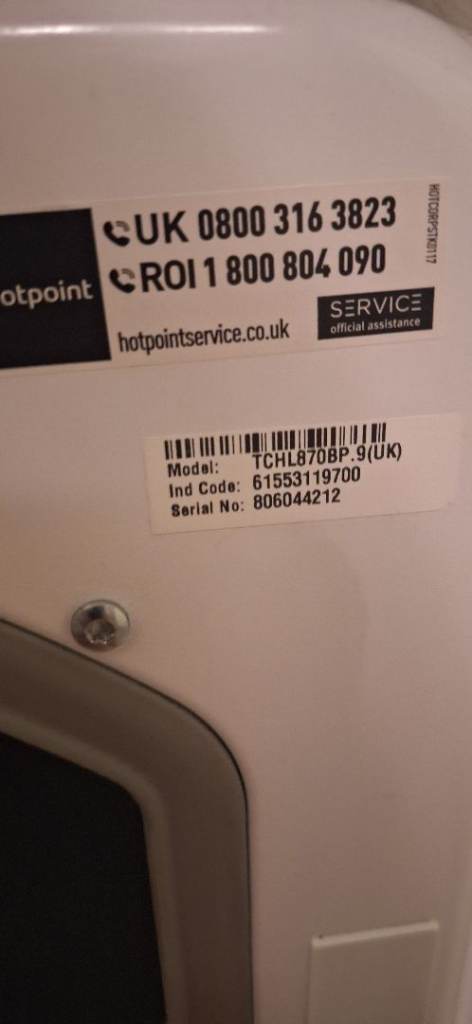 UK 0800 316 3823
ROI 1 800 804 090
otpoint
hotpointservice.co.uk
SERVICE
official assistance
HOTCORPSTK0117
Model: TCHL870BP.9(UK)
Ind Code: 61553119700
Serial No: 806044212